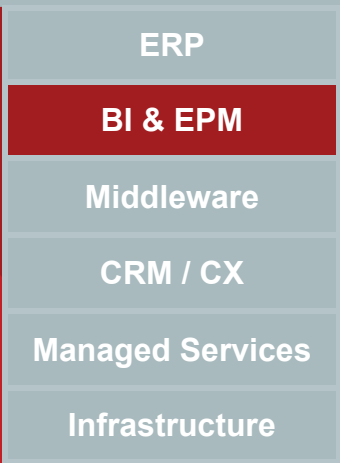 ERP
BI & EPM
Middleware
CRM / CX
Managed Services
Infrastructure